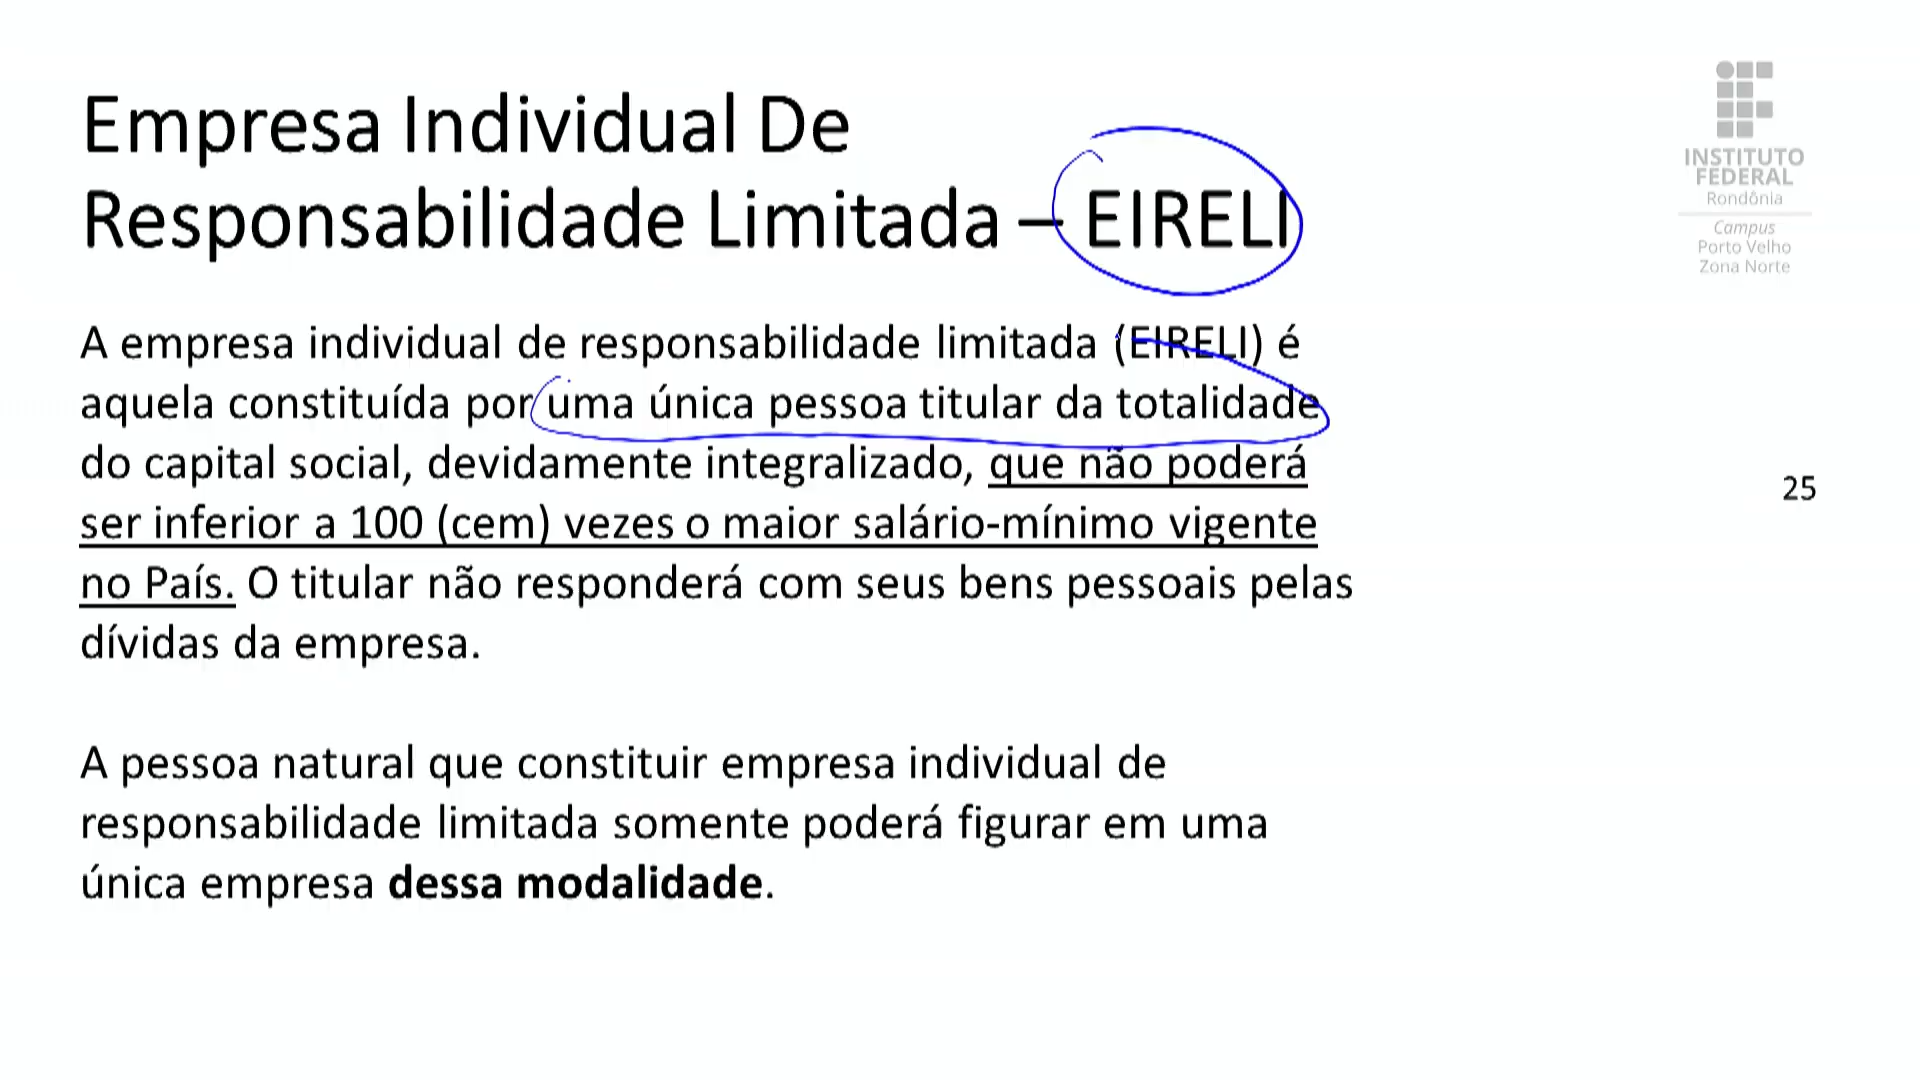 Empresa Individual De
Responsabilidade Limitada – EIRELI
INSTITUTO
FEDERAL
Rondônia
Campus
Porto Velho
Zona Norte
A empresa individual de responsabilidade limitada (EIRELI) é
aquela constituída por uma única pessoa titular da totalidade
do capital social, devidamente integralizado, que não poderá
ser inferior a 100 (cem) vezes o maior salário-mínimo vigente
no País. O titular não responderá com seus bens pessoais pelas
dívidas da empresa.
25
A pessoa natural que constituir empresa individual de
responsabilidade limitada somente poderá figurar em uma
única empresa dessa modalidade.